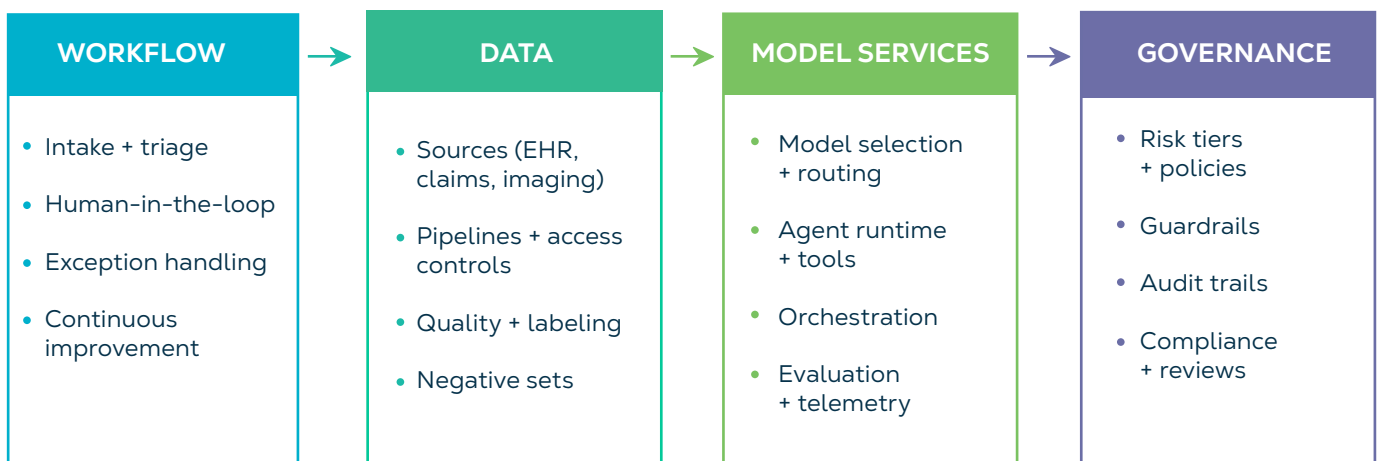 WORKFLOW
Intake + triage
Human-in-the-loop
Exception handling
Continuous
improvement
DATA
Sources (EHR,
claims, imaging)
Pipelines + access
controls
Quality + labeling
Negative sets
MODEL SERVICES
Model selection
+ routing
Agent runtime
+ tools
Orchestration
Evaluation
+ telemetry
GOVERNANCE
Risk tiers
+ policies
Guardrails
Audit trails
Compliance
+ reviews